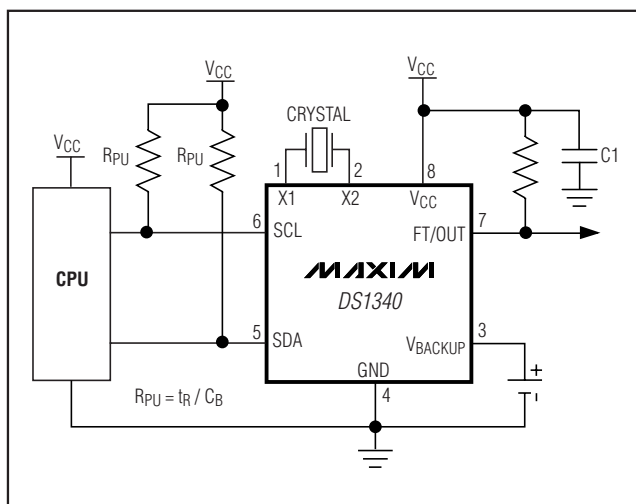 VCC
VCC
CRYSTAL
VCC
RPU
RPU
C1
1
2
8
X1
X2
VCC
6
SCL
7
FT/OUT
CPU
MAXIM
DS1340
5
SDA
3
VBACKUP
GND
4
+
-
RPU = tR / CB